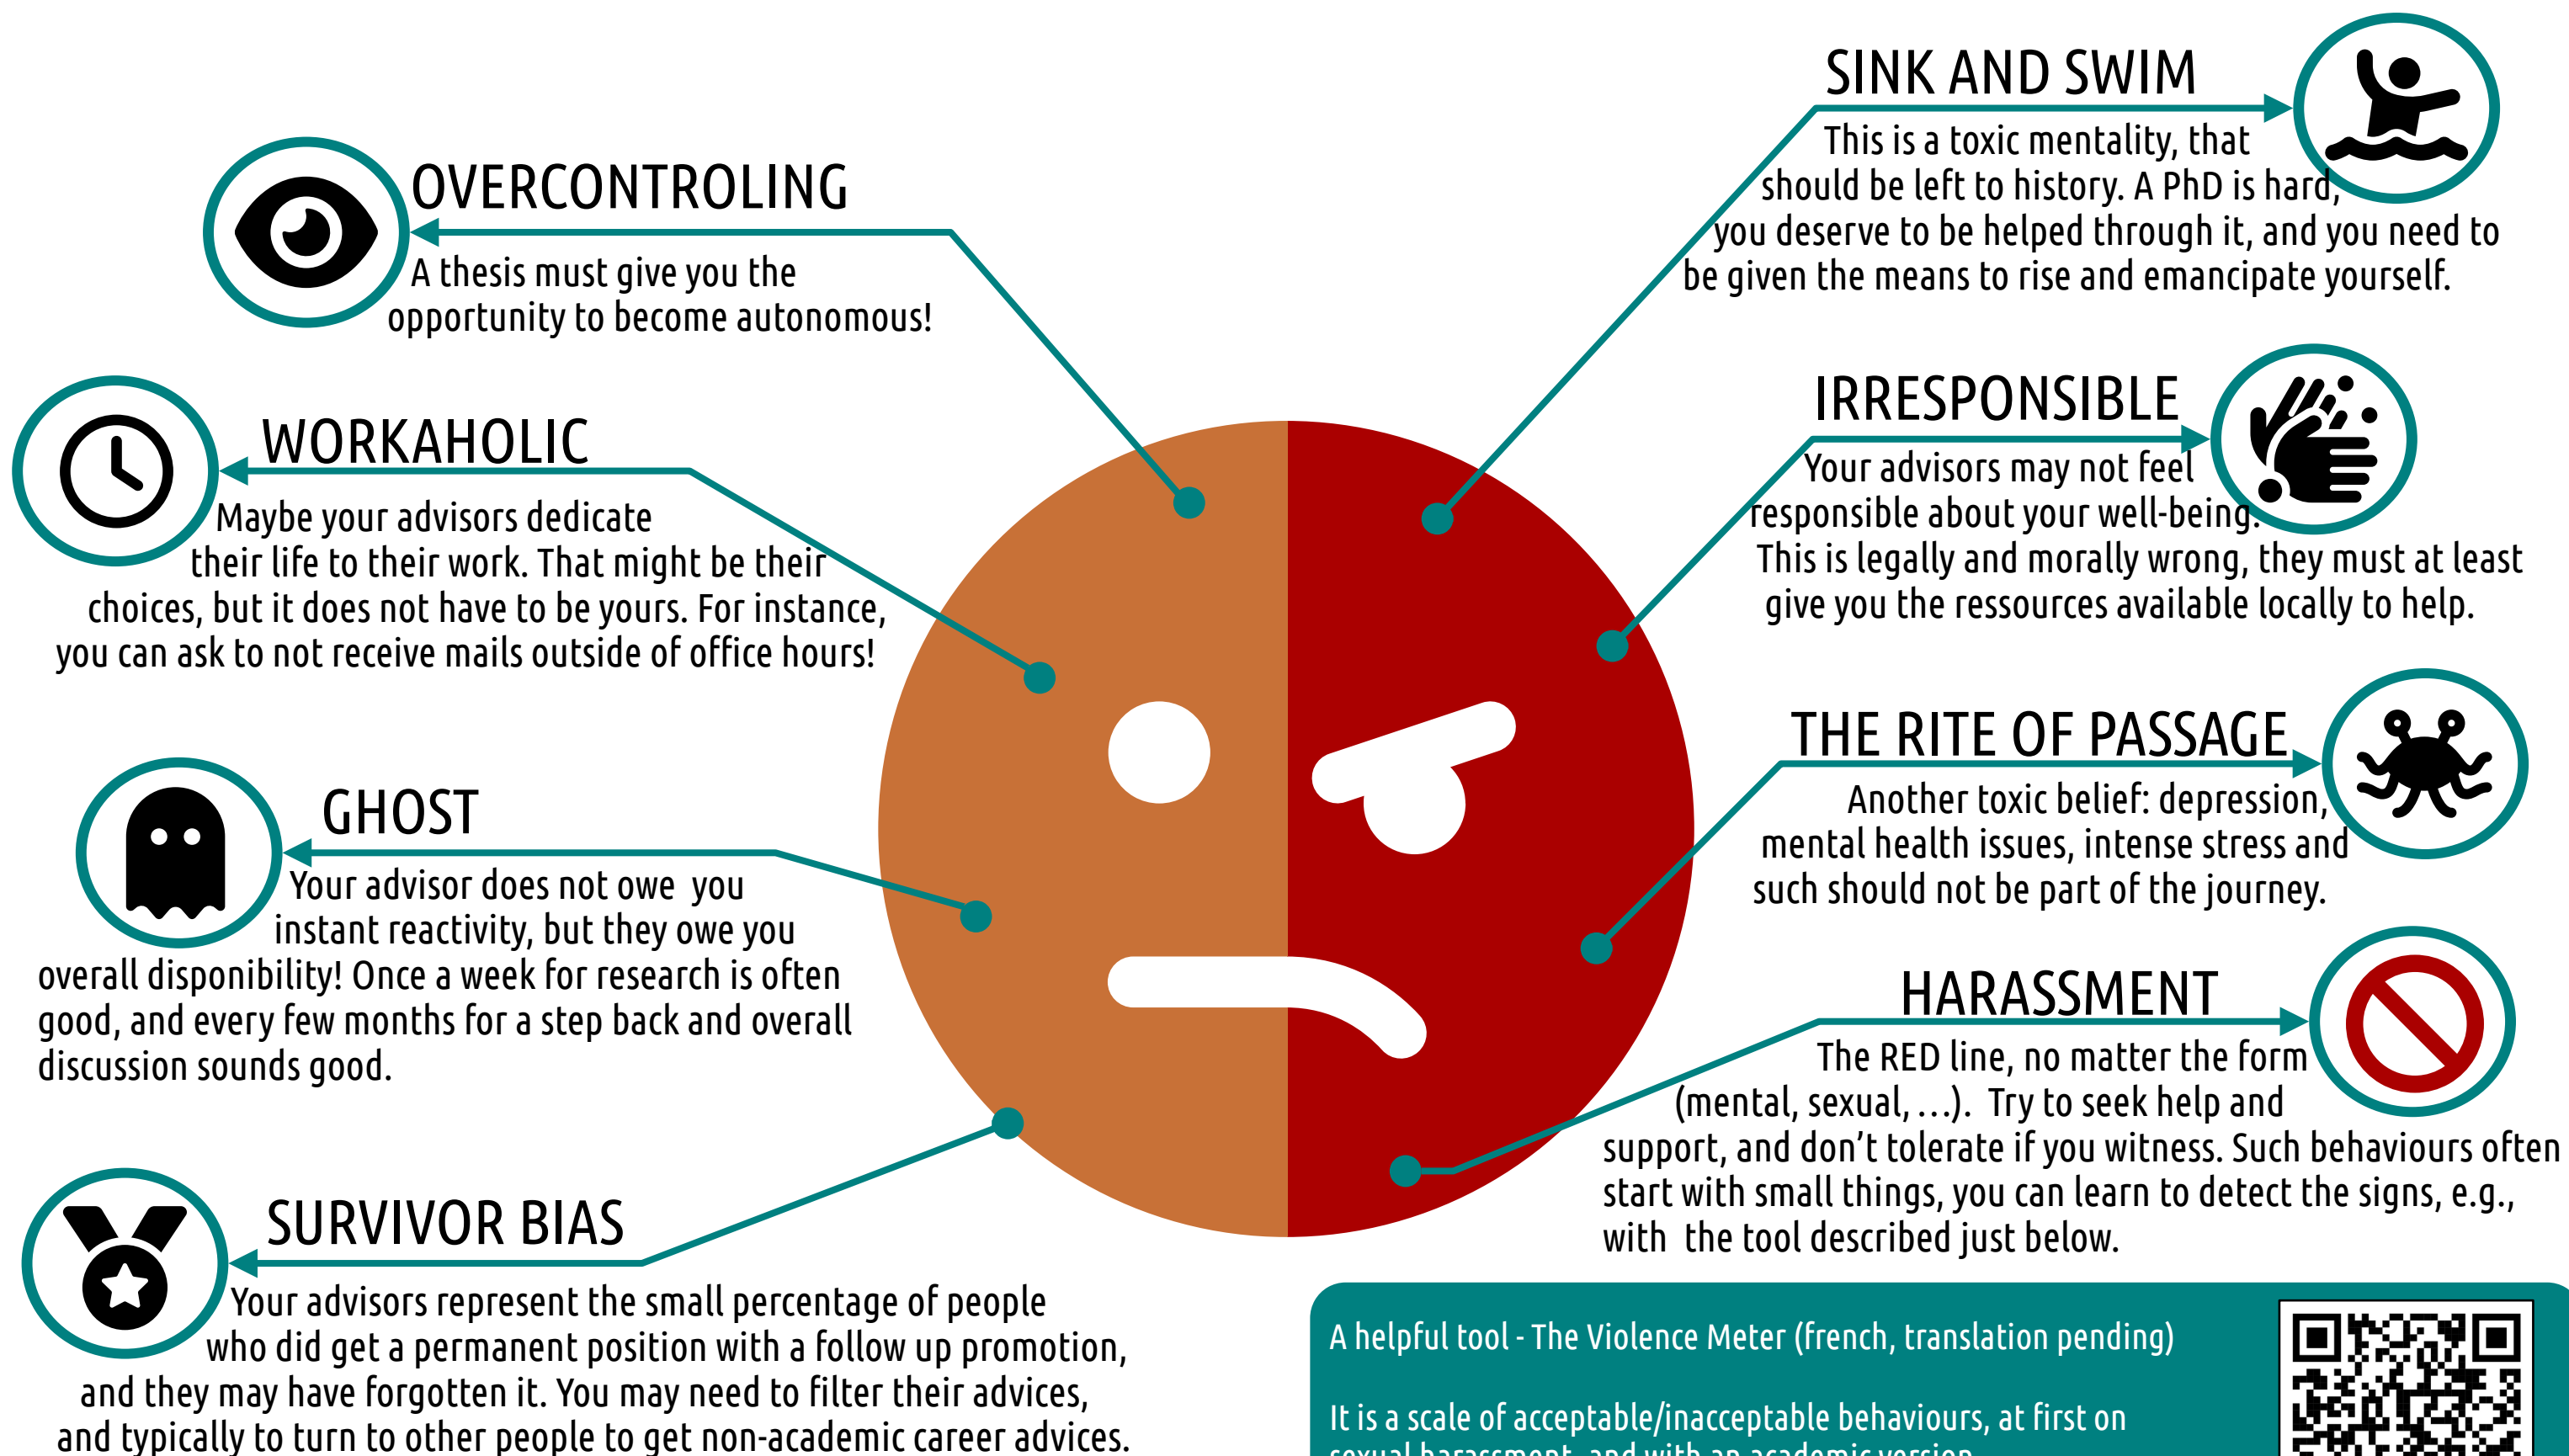 OVERCONTROLING
A thesis must give you the
opportunity to become autonomous!
WORKAHOLIC
Maybe your advisors dedicate
their life to their work. That might be their
choices, but it does not have to be yours. For instance,
you can ask to not receive mails outside of office hours!
GHOST
Your advisor does not owe  you
instant reactivity, but they owe you
overall disponibility! Once a week for research is often
good, and every few months for a step back and overall
discussion sounds good.
SURVIVOR BIAS
Your advisors represent the small percentage of people
who did get a permanent position with a follow up promotion,
and they may have forgotten it. You may need to filter their advices,
and typically to turn to other people to get non-academic career advices.
SINK AND SWIM
This is a toxic mentality, that
should be left to history. A PhD is hard,
you deserve to be helped through it, and you need to
be given the means to rise and emancipate yourself.
IRRESPONSIBLE
Your advisors may not feel
responsible about your well-being.
This is legally and morally wrong, they must at least
give you the ressources available locally to help.
THE RITE OF PASSAGE
Another toxic belief: depression,
mental health issues, intense stress and
such should not be part of the journey.
HARASSMENT
The RED line, no matter the form
(mental, sexual, …).  Try to seek help and
support, and don’t tolerate if you witness. Such behaviours often
start with small things, you can learn to detect the signs, e.g.,
with  the tool described just below.
A helpful tool - The Violence Meter (french, translation pending)
It is a scale of acceptable/inacceptable behaviours, at first on
sexual harassment, and with an academic version